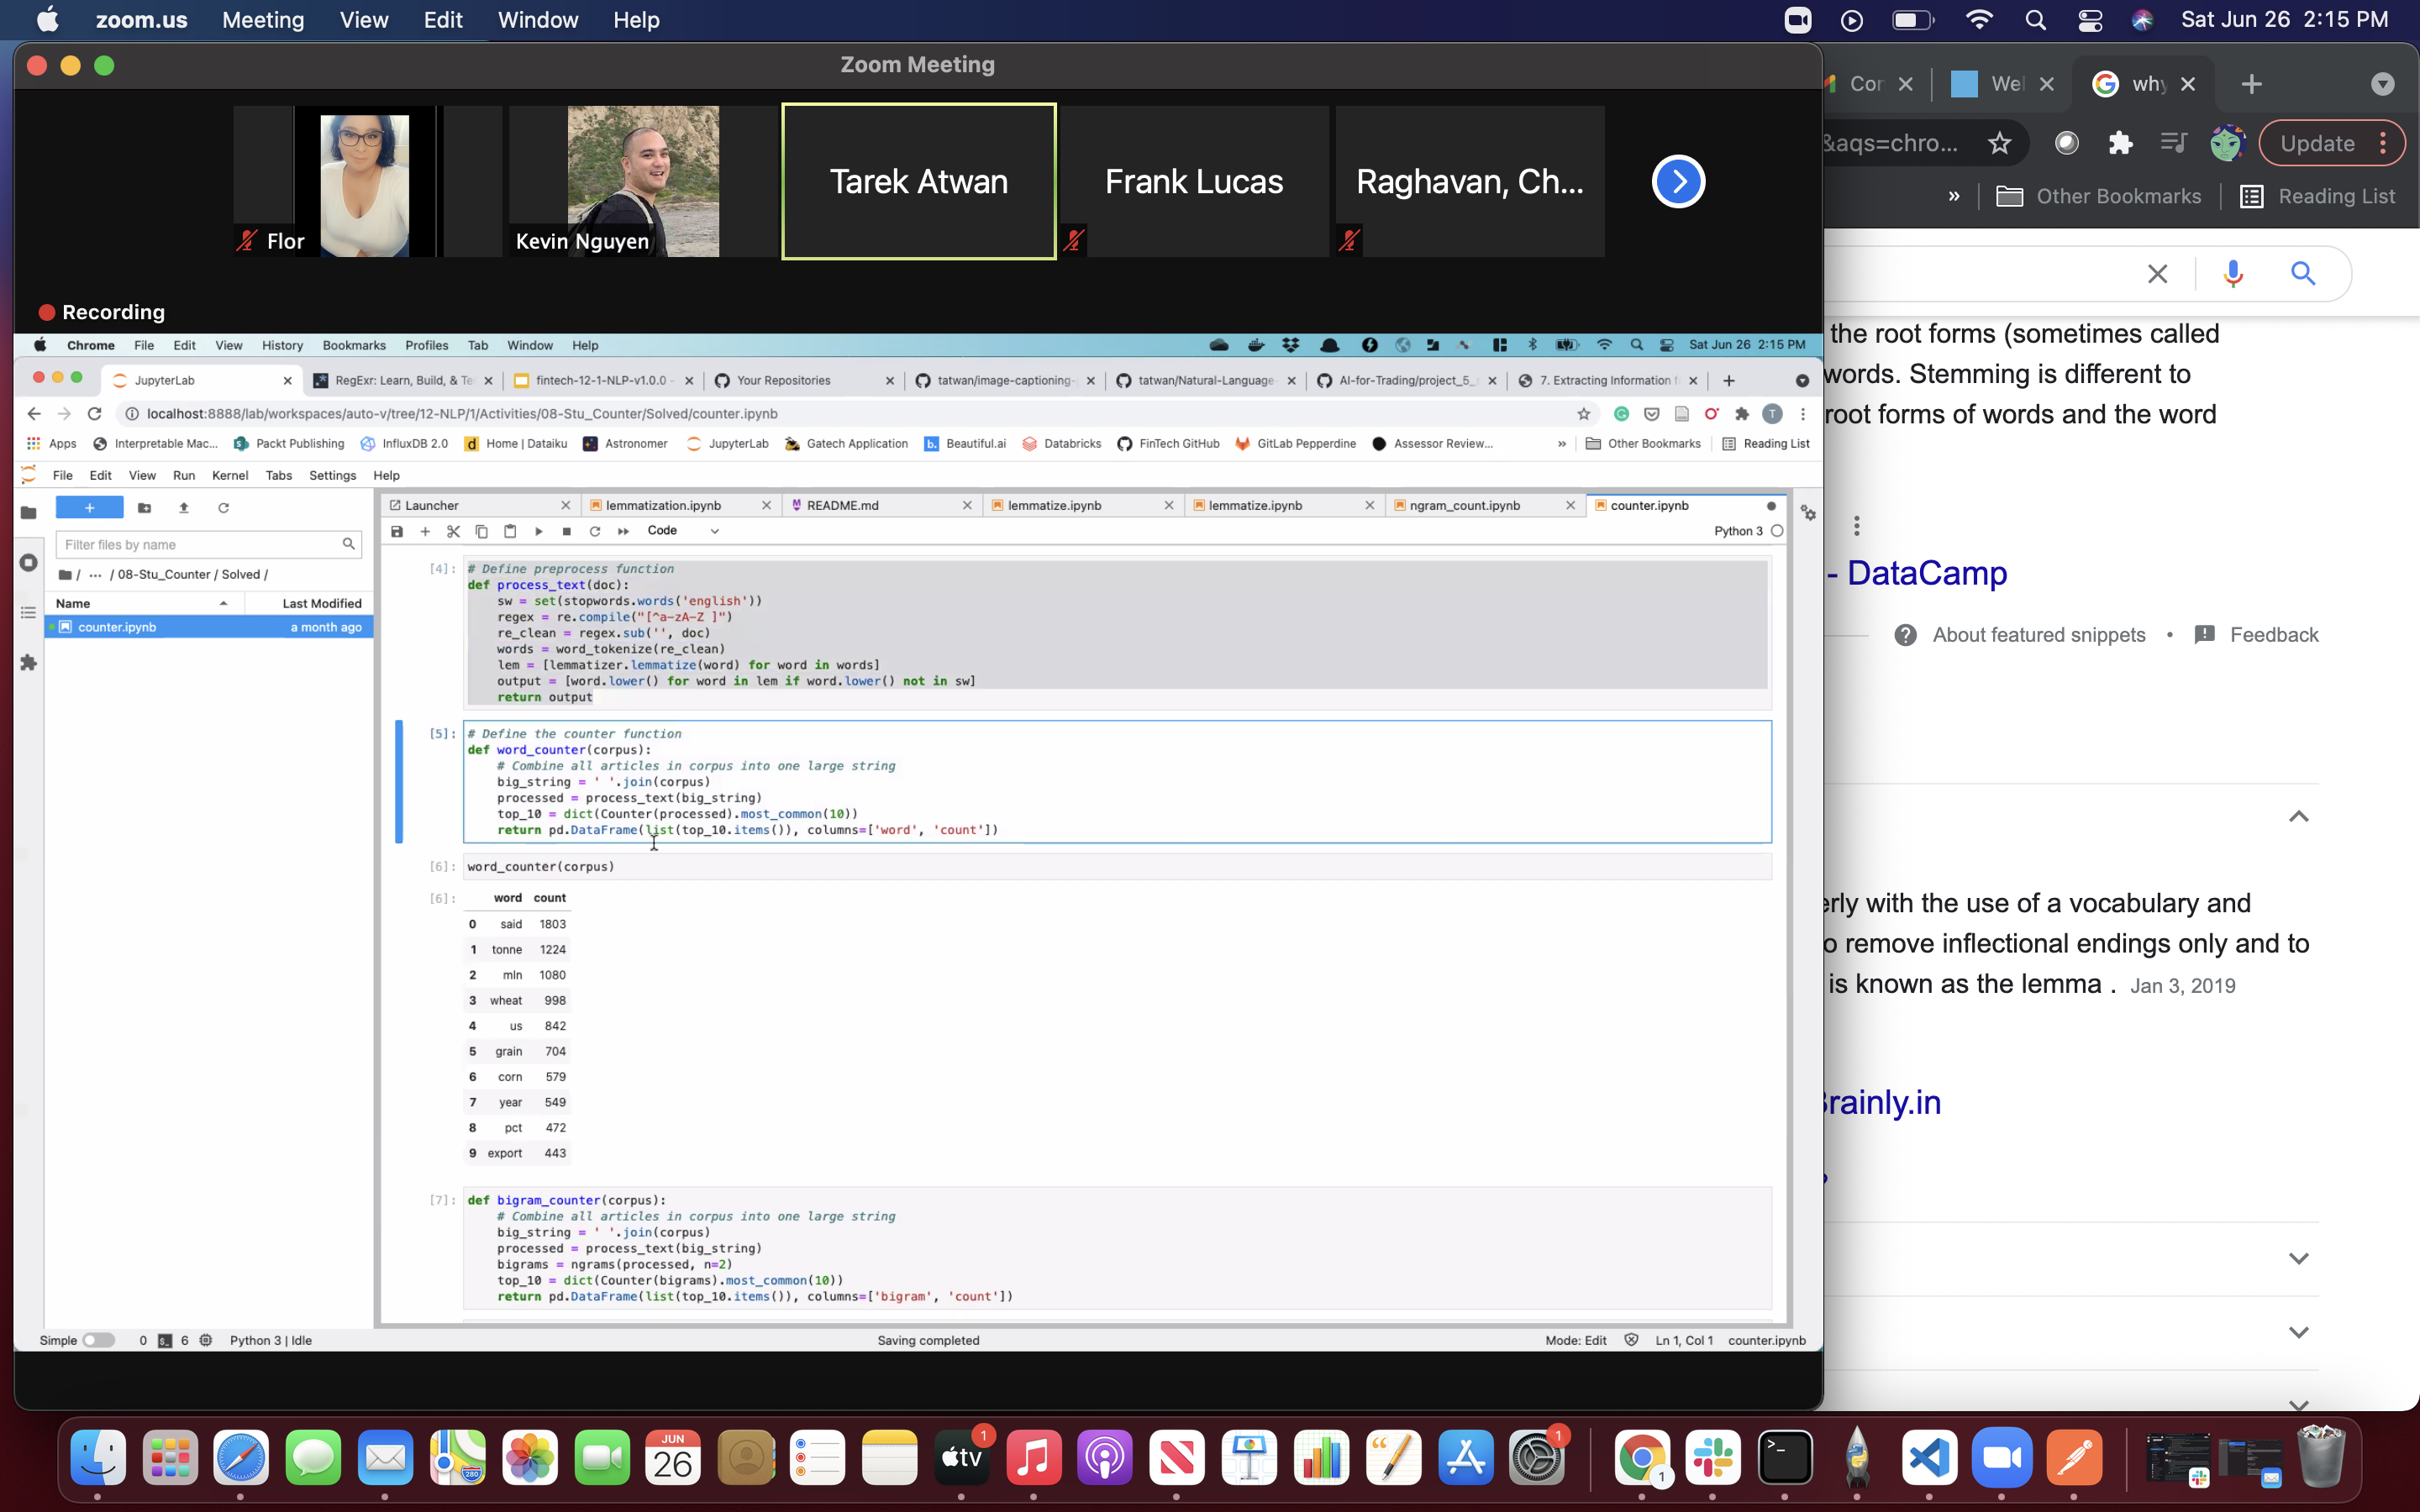 zoom.us Meeting View Edit Window Help Sat Jun 26 2:15 PM
Zoom Meeting
Flor
Kevin Nguyen
Tarek Atwan
Frank Lucas
Raghavan, Ch...
Recording
Chrome File Edit View History Bookmarks Profiles Tab Window Help Sat Jun 26 2:15 PM
JupyterLab RegExr: Learn, Build, & Te fintech-12-1-NLP-v1.0.0 - Your Repositories tatwan/image-captioning- tatwan/Natural-Language- AI-for-Trading/project_5_ 7. Extracting Information f
localhost:8888/lab/workspaces/auto-v/tree/12-NLP/1/Activities/08-Stu_Counter/Solved/counter.ipynb
Apps Interpretable Mac... Packt Publishing InfluxDB 2.0 Home | Dataiku Astronomer JupyterLab Gatech Application Beautiful.ai Databricks FinTech GitHub GitLab Pepperdine Assessor Review... » Other Bookmarks Reading List
File Edit View Run Kernel Tabs Settings Help
Launcher lemmatization.ipynb README.md lemmatize.ipynb lemmatize.ipynb ngram_count.ipynb counter.ipynb
Code Python 3
Filter files by name
/ ··· / 08-Stu_Counter / Solved /
Name Last Modified
counter.ipynb a month ago
[4]: # Define preprocess function
def process_text(doc):
sw = set(stopwords.words('english'))
regex = re.compile("[^a-zA-Z ]")
re_clean = regex.sub('', doc)
words = word_tokenize(re_clean)
lem = [lemmatizer.lemmatize(word) for word in words]
output = [word.lower() for word in lem if word.lower() not in sw]
return output
[5]: # Define the counter function
def word_counter(corpus):
# Combine all articles in corpus into one large string
big_string = ' '.join(corpus)
processed = process_text(big_string)
top_10 = dict(Counter(processed).most_common(10))
return pd.DataFrame(list(top_10.items()), columns=['word', 'count'])
[6]: word_counter(corpus)
[6]: word count
0 said 1803
1 tonne 1224
2 mln 1080
3 wheat 998
4 us 842
5 grain 704
6 corn 579
7 year 549
8 pct 472
9 export 443
[7]: def bigram_counter(corpus):
# Combine all articles in corpus into one large string
big_string = ' '.join(corpus)
processed = process_text(big_string)
bigrams = ngrams(processed, n=2)
top_10 = dict(Counter(bigrams).most_common(10))
return pd.DataFrame(list(top_10.items()), columns=['bigram', 'count'])
Simple 0 6 Python 3 | Idle Saving completed Mode: Edit Ln 1, Col 1 counter.ipynb
Cor Wel why
&aqs=chro... Update
» Other Bookmarks Reading List
the root forms (sometimes called
words. Stemming is different to
root forms of words and the word
- DataCamp
About featured snippets • Feedback
erly with the use of a vocabulary and
o remove inflectional endings only and to
is known as the lemma . Jan 3, 2019
Brainly.in
JUN
26
tv
1
1
1
280